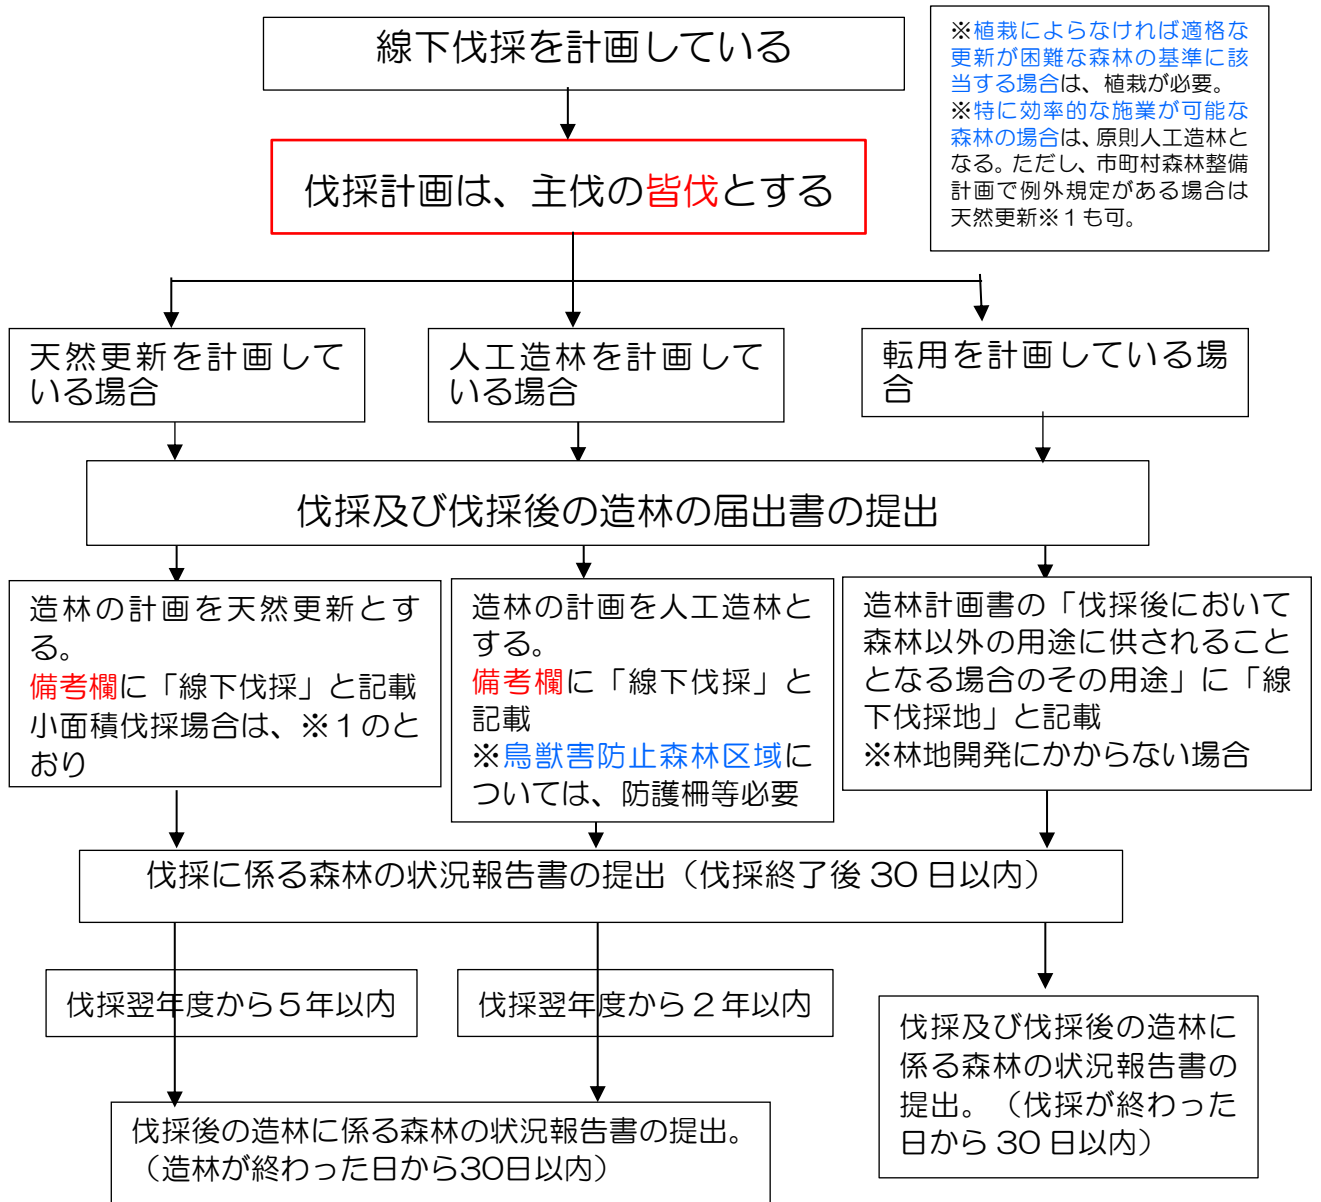 線下伐採を計画している
※植栽によらなければ適格な
更新が困難な森林の基準に該
当する場合は、植栽が必要。
※特に効率的な施業が可能な
森林の場合は、原則人工造林と
なる。ただし、市町村森林整備
計画で例外規定がある場合は
天然更新※１も可。
伐採計画は、主伐の皆伐とする
天然更新を計画して
いる場合
人工造林を計画して
いる場合
転用を計画している場
合
伐採及び伐採後の造林の届出書の提出
造林の計画を天然更新とす
る。
備考欄に「線下伐採」と記載
小面積伐採場合は、※１のと
おり
造林の計画を人工造林と
する。
備考欄に「線下伐採」と
記載
※鳥獣害防止森林区域に
ついては、防護柵等必要
造林計画書の「伐採後において
森林以外の用途に供されること
となる場合のその用途」に「線
下伐採地」と記載
※林地開発にかからない場合
伐採に係る森林の状況報告書の提出（伐採終了後 30 日以内）
伐採翌年度から５年以内
伐採翌年度から２年以内
伐採及び伐採後の造林に
係る森林の状況報告書の
提出。（伐採が終わった
日から 30 日以内）
伐採後の造林に係る森林の状況報告書の提出。
（造林が終わった日から30日以内）